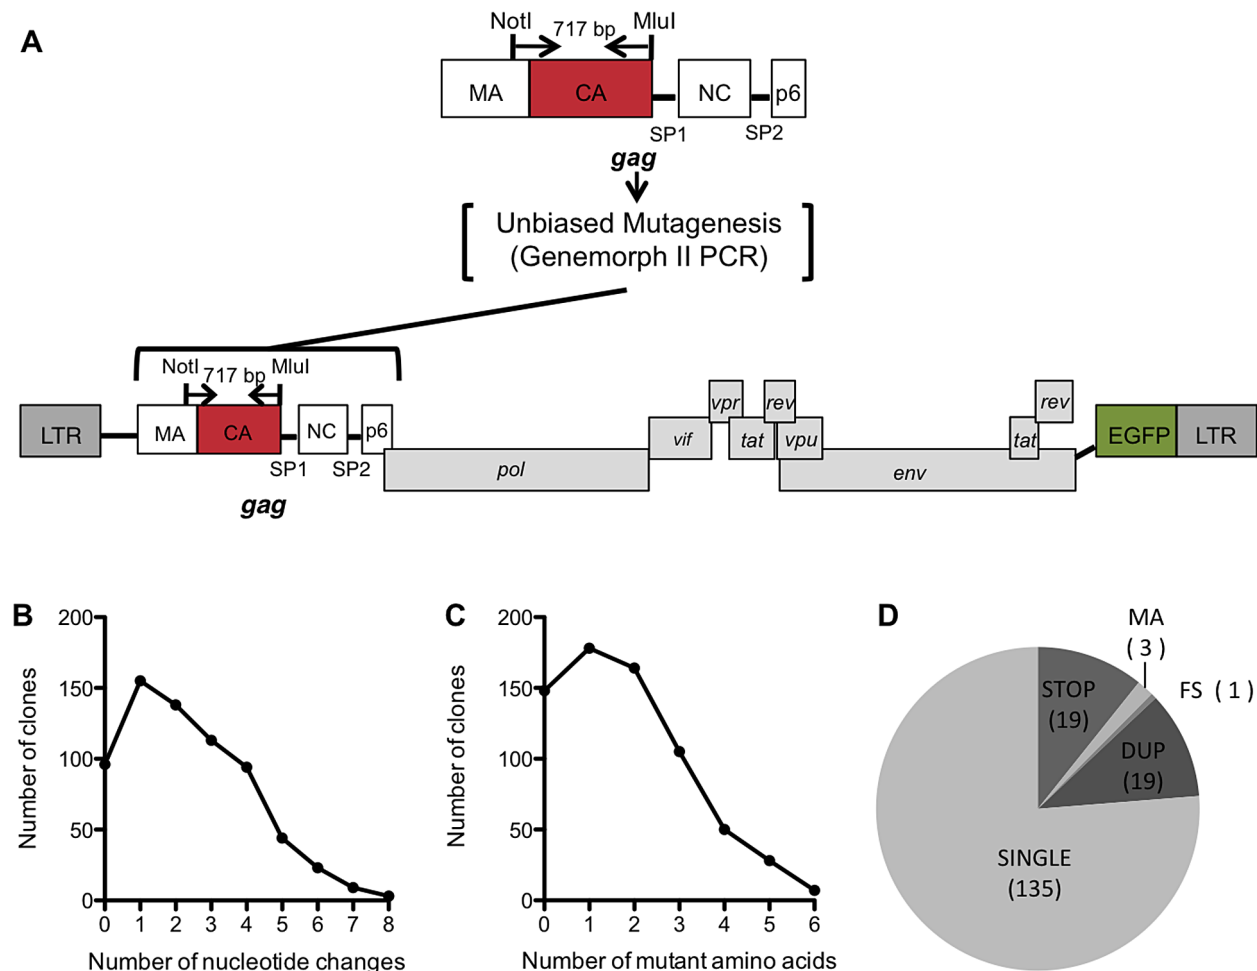 A
NotI 717 bp MluI
MA CA NC p6
SP1 SP2
gag
Unbiased Mutagenesis
(Genemorph II PCR)
NotI 717 bp MluI
LTR MA CA NC p6
SP1 SP2
gag
pol
vif
vpr
tat
rev
vpu
env
tat
rev
EGFP LTR
B
Number of clones
200
150
100
50
0
0 1 2 3 4 5 6 7 8
Number of nucleotide changes
C
Number of clones
200
150
100
50
0
0 1 2 3 4 5 6
Number of mutant amino acids
D
MA
( 3 )
FS ( 1 )
STOP
(19)
DUP
(19)
SINGLE
(135)